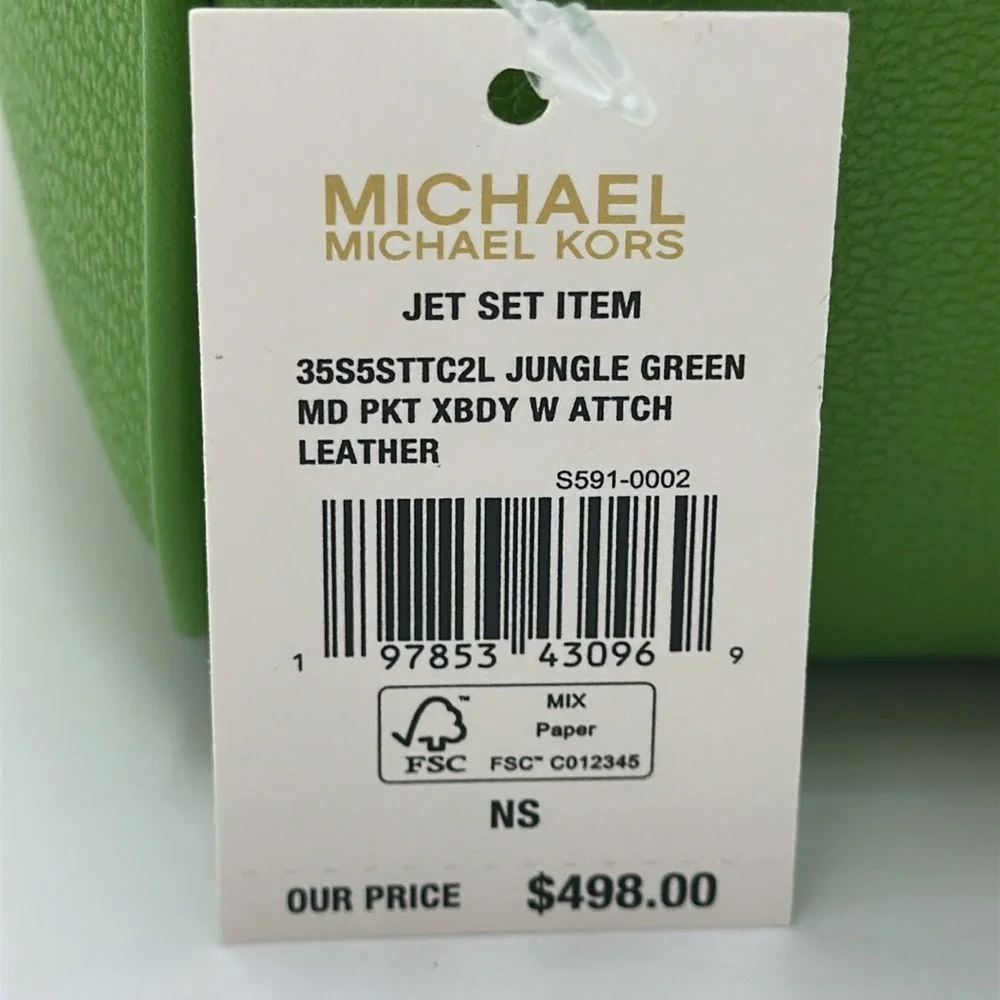 MICHAEL
MICHAEL KORS
JET SET ITEM
35S5STTC2L JUNGLE GREEN
MD PKT XBDY W ATTCH
LEATHER
S591-0002
1 97853 43096 9
MIX
Paper
FSC™ C012345
™
FSC
NS
OUR PRICE $498.00